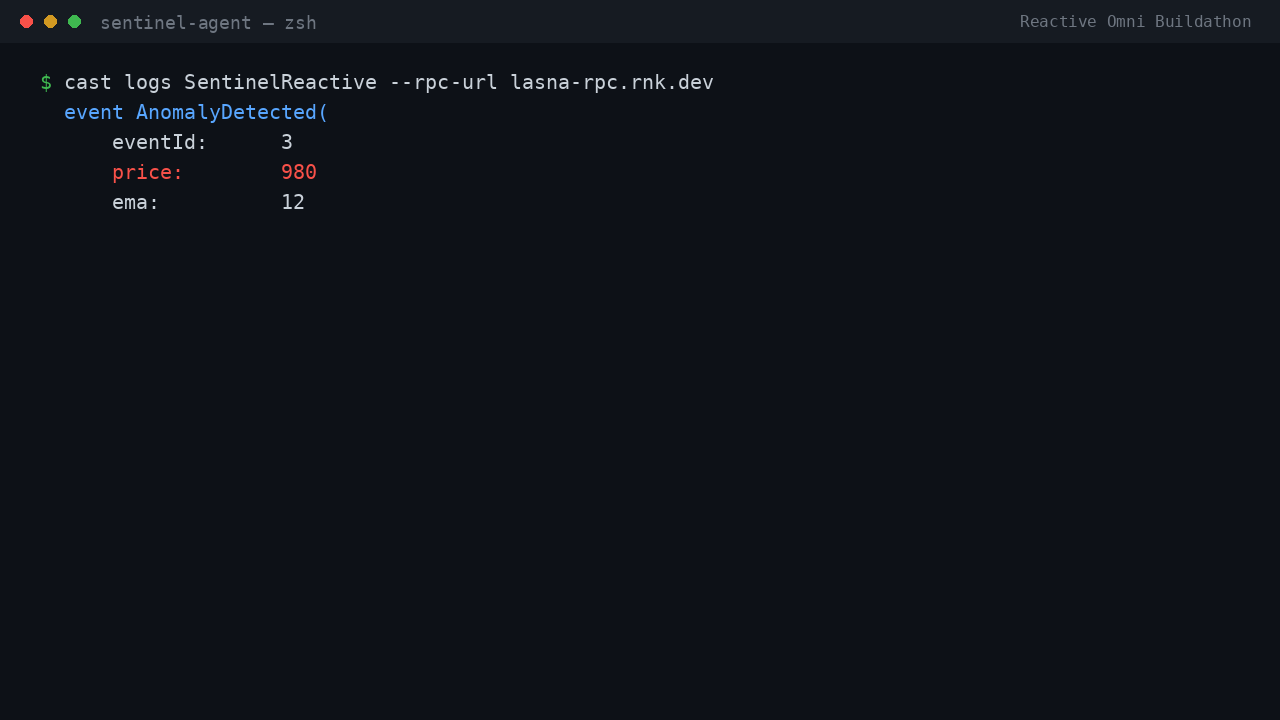 sentinel-agent — zsh
Reactive Omni Buildathon
$ cast logs SentinelReactive --rpc-url lasna-rpc.rnk.dev
event AnomalyDetected(
eventId: 3
price: 980
ema: 12